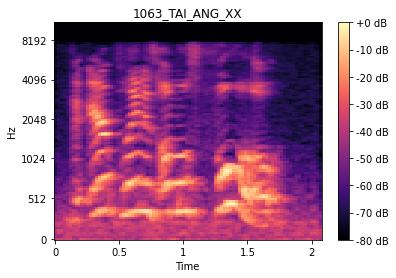 1063_TAI_ANG_XX
+0 dB
8192
-10 dB
4096
-20 dB
-30 dB
2048
Hz
-40 dB
1024
-50 dB
512
-60 dB
-70 dB
0
-80 dB
0
0.5
1
1.5
2
Time